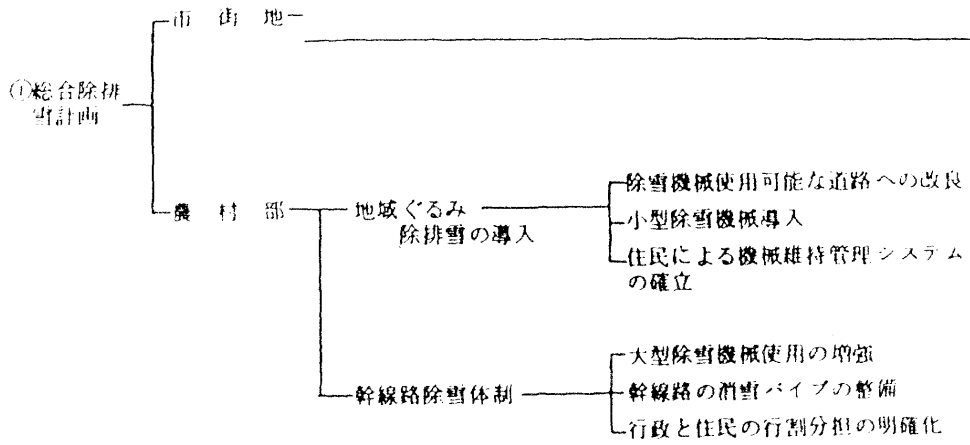 市街地
①総合除排
雪計画
農村部
地域ぐるみ
除排雪の導入
除雪機械使用可能な道路への改良
小型除雪機械導入
住民による機械維持管理システム
の確立
幹線路除雪体制
大型除雪機械使用の増強
幹線路の消雪パイプの整備
行政と住民の行割分担の明確化